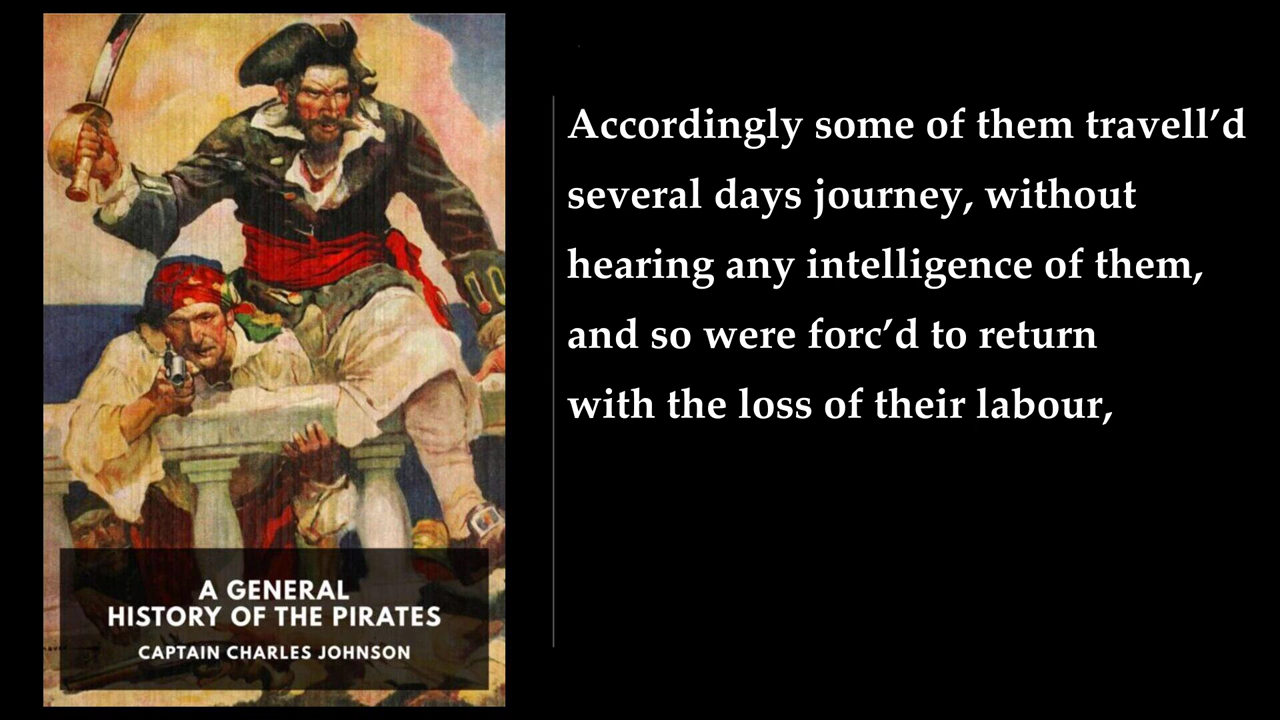 Accordingly some of them travell’d
several days journey, without
hearing any intelligence of them,
and so were forc’d to return
with the loss of their labour,
A GENERAL
HISTORY OF THE PIRATES
CAPTAIN CHARLES JOHNSON